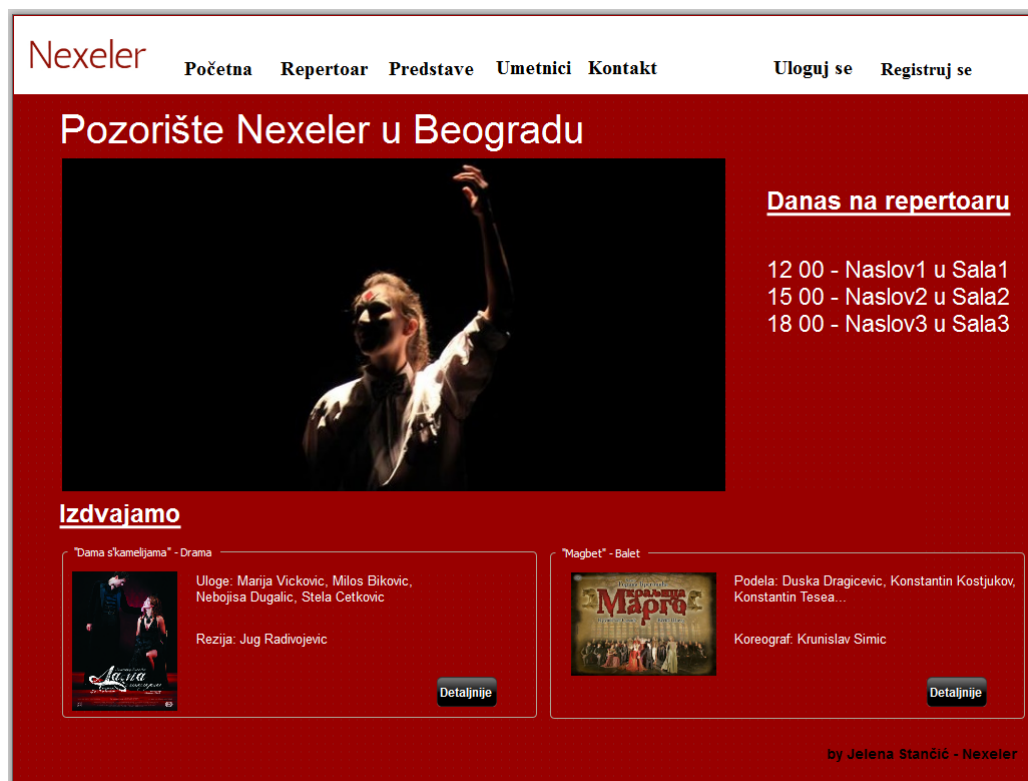 Nexeler
Početna Repertoar Predstave Umetnici Kontakt Uloguj se Registruj se
Pozorište Nexeler u Beogradu
Danas na repertoaru
12 00 - Naslov1 u Sala1
15 00 - Naslov2 u Sala2
18 00 - Naslov3 u Sala3
Izdvajamo
"Dama s'kamelijama" - Drama
Uloge: Marija Vickovic, Milos Bikovic,
Nebojisa Dugalic, Stela Cetkovic
Rezija: Jug Radivojevic
Дама
Detaljnije
"Magbet" - Balet
краљица
Марго
Podela: Duska Dragicevic, Konstantin Kostjukov,
Konstantin Tesea...
Koreograf: Krunislav Simic
Detaljnije
by Jelena Stančić - Nexeler